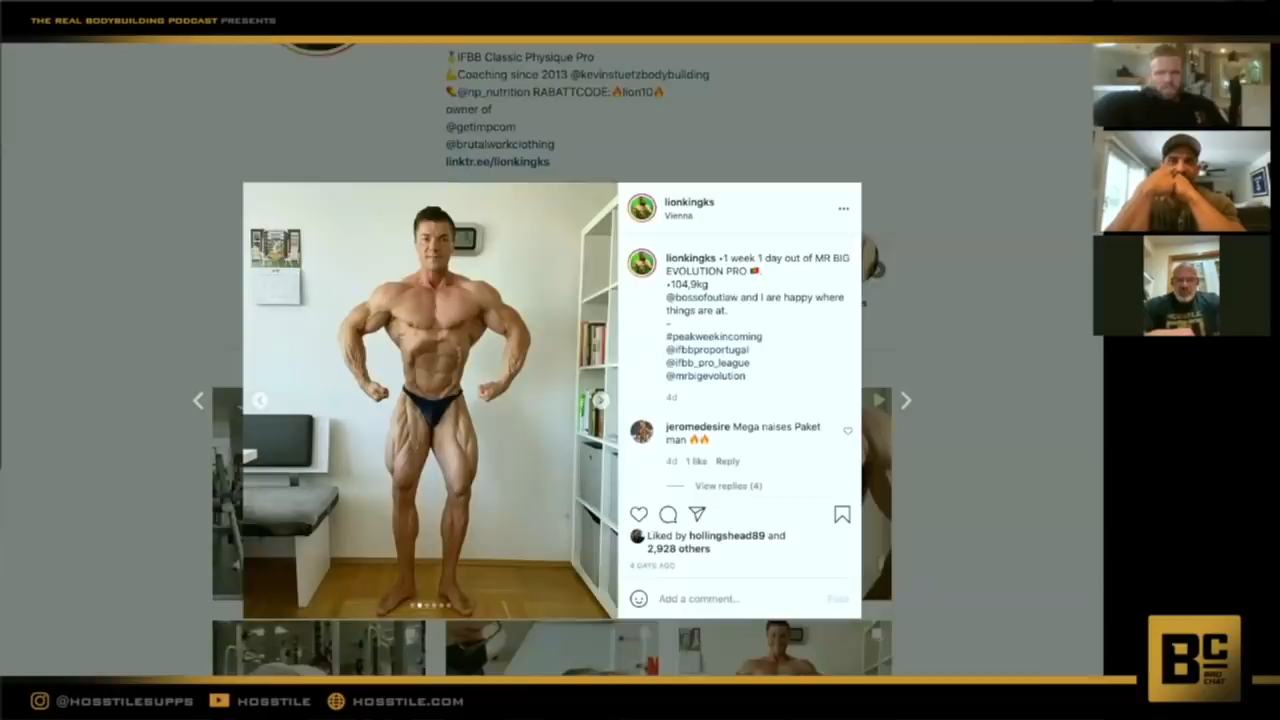 THE REAL BODYBUILDING PODCAST PRESENTS
IFBB Classic Physique Pro
Coaching since 2013 @kevinstuetzbodybuilding
@np_nutrition RABATTCODE:🔥lion10🔥
owner of
@getimpcom
@brutalworkclothing
linktr.ee/lionkingks
lionkingks
Vienna
lionkingks •1 week 1 day out of MR BIG
EVOLUTION PRO 🇵🇹.
•104,9kg
@bossofoutlaw and I are happy where
things are at.
–
#peakweekincoming
@ifbbproportugal
@ifbb_pro_league
@mrbigevolution
4d
jeromedesire Mega naises Paket
man 🔥🔥
4d 1 like Reply
View replies (4)
Liked by hollingshead89 and
2,928 others
4 DAYS AGO
Add a comment... Post
BC
BRO
CHAT
@HOSSTILESUPPS HOSSTILE HOSSTILE.COM